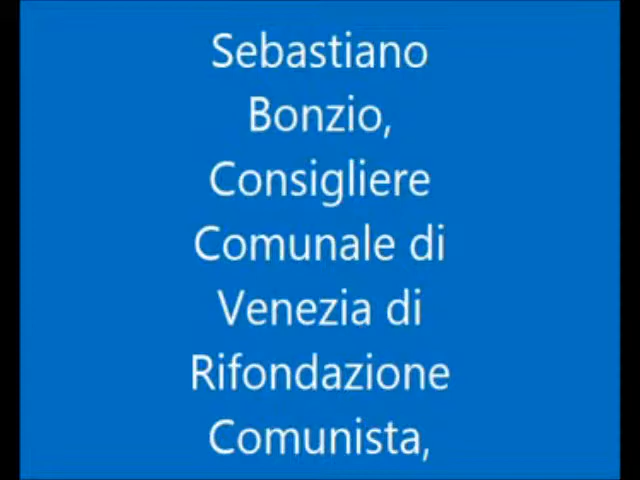 Sebastiano
Bonzio,
Consigliere
Comunale di
Venezia di
Rifondazione
Comunista,